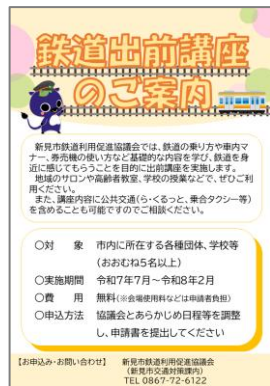 鉄道出前講座
のご案内
新見市鉄道利用促進協議会では、鉄道の乗り方や車内マ
ナー、券売機の使い方など基礎的な内容を学び、鉄道を身
近に感じてもらうことを目的に出前講座を実施します。
地域のサロンや高齢者教室、学校の授業などで、ぜひご利
用ください。
また、講座内容に公共交通(ら・くるっと、乗合タクシー等)
を含めることも可能ですのでご相談ください。
○対　象　市内に所在する各種団体、学校等
(おおむね5名以上)
○実施期間　令和7年7月~令和8年2月
○費　用　無料(※会場使用料などは申請者負担)
○申込方法　協議会とあらかじめ日程等を調整
し、申請書を提出してください
【お申込み・お問い合わせ】　新見市鉄道利用促進協議会
(新見市交通対策課内)
TEL 0867-72-6122